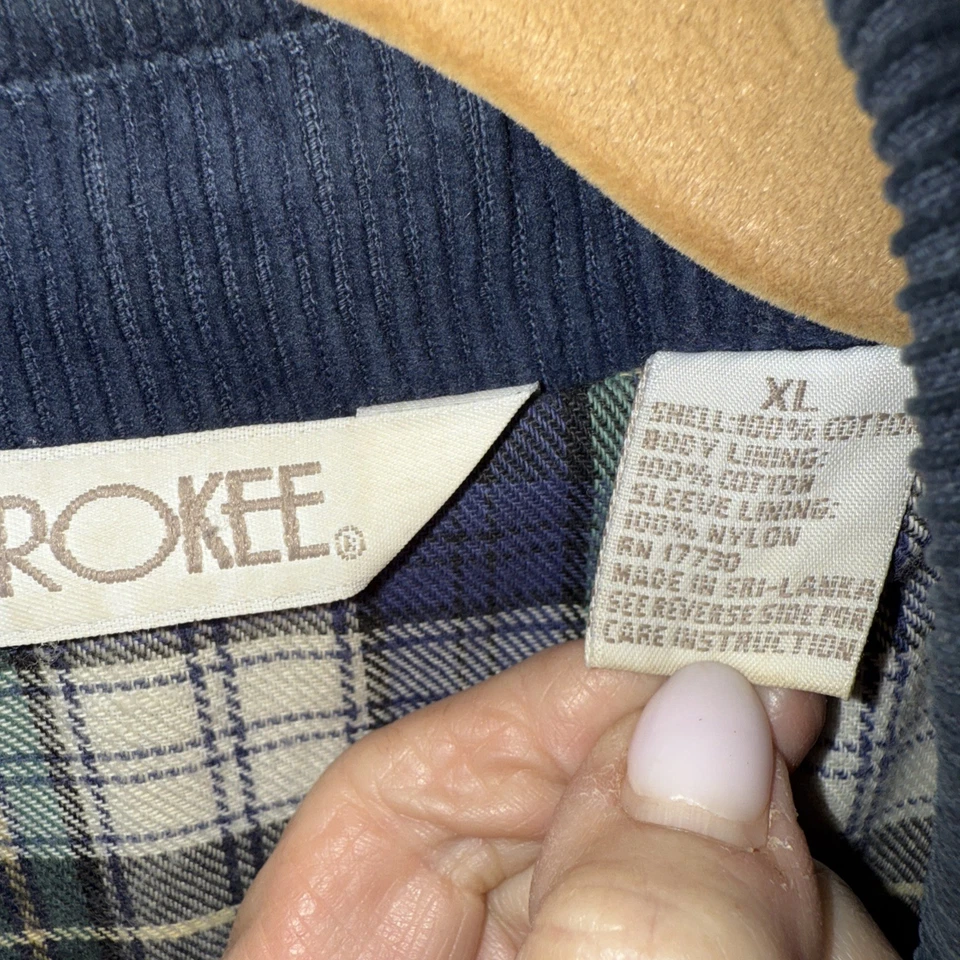 ROKEE®
XL
SHELL:100% COTTON
BODY LINING:
100% COTTON
SLEEVE LINING:
100% NYLON
RN 17730
MADE IN SRI-LANKA
SEE REVERSE SIDE FOR
CARE INSTRUCTION